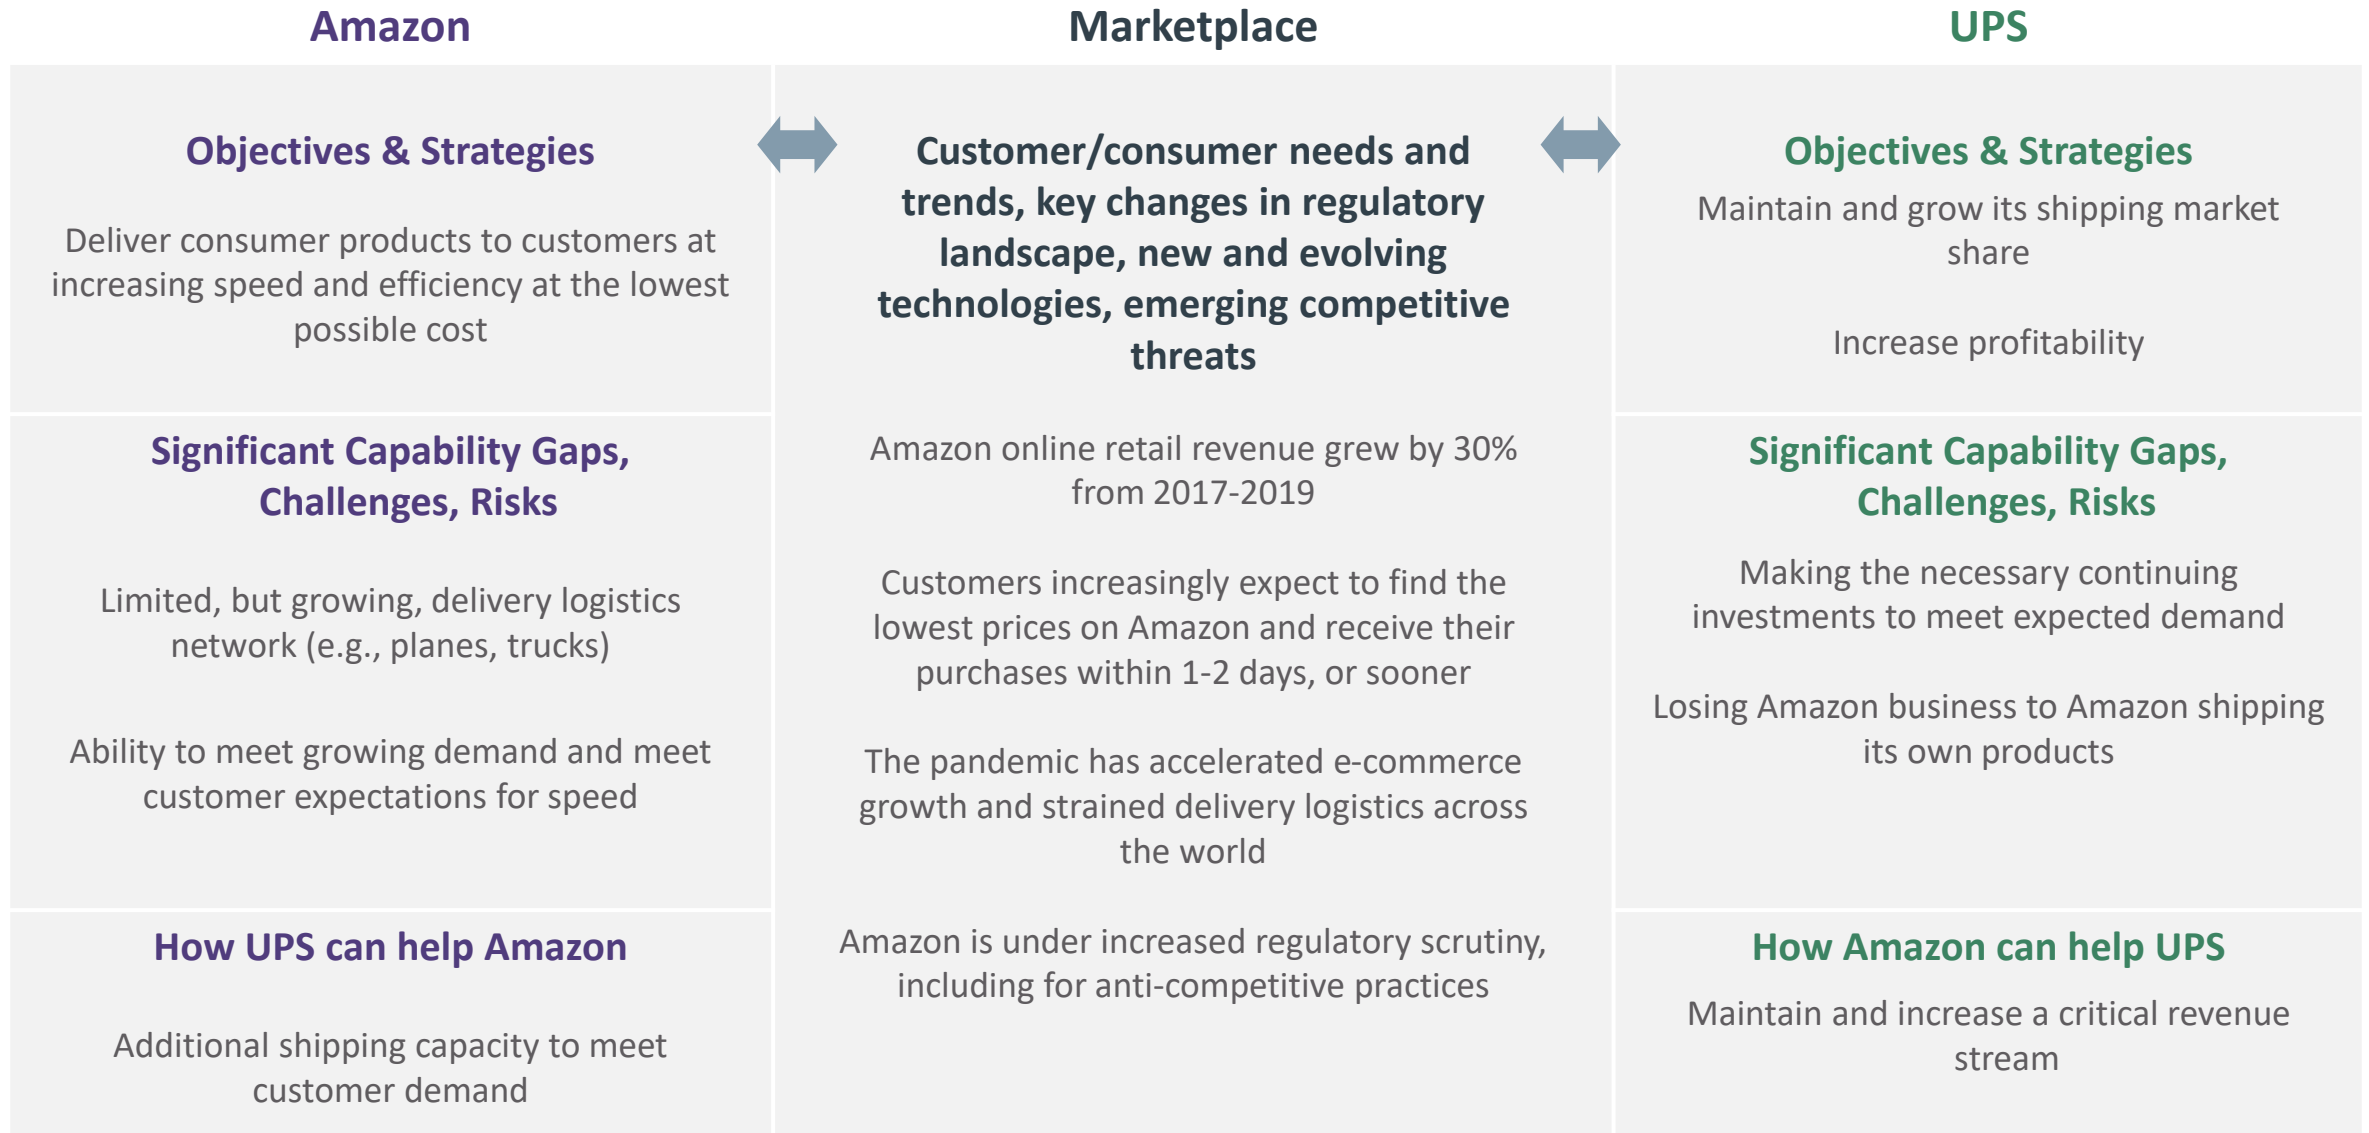 Amazon
Marketplace
UPS
Objectives & Strategies
Deliver consumer products to customers at
increasing speed and efficiency at the lowest
possible cost
Significant Capability Gaps,
Challenges, Risks
Limited, but growing, delivery logistics
network (e.g., planes, trucks)
Ability to meet growing demand and meet
customer expectations for speed
How UPS can help Amazon
Additional shipping capacity to meet
customer demand
Customer/consumer needs and
trends, key changes in regulatory
landscape, new and evolving
technologies, emerging competitive
threats
Amazon online retail revenue grew by 30%
from 2017-2019
Customers increasingly expect to find the
lowest prices on Amazon and receive their
purchases within 1-2 days, or sooner
The pandemic has accelerated e-commerce
growth and strained delivery logistics across
the world
Amazon is under increased regulatory scrutiny,
including for anti-competitive practices
Objectives & Strategies
Maintain and grow its shipping market
share
Increase profitability
Significant Capability Gaps,
Challenges, Risks
Making the necessary continuing
investments to meet expected demand
Losing Amazon business to Amazon shipping
its own products
How Amazon can help UPS
Maintain and increase a critical revenue
stream